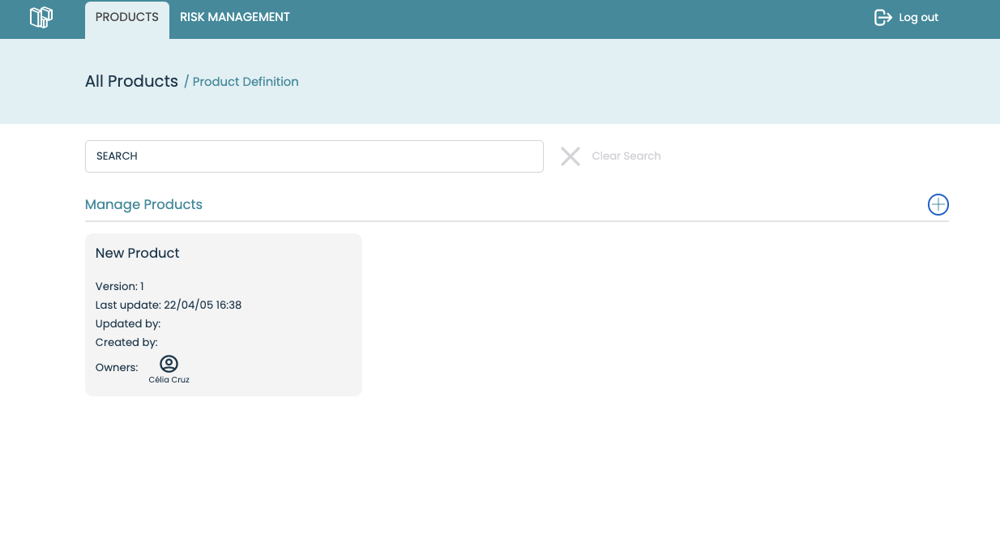 PRODUCTS RISK MANAGEMENT Log out
All Products / Product Definition
SEARCH Clear Search
Manage Products
New Product
Version: 1
Last update: 22/04/05 16:38
Updated by:
Created by:
Owners:
Célia Cruz